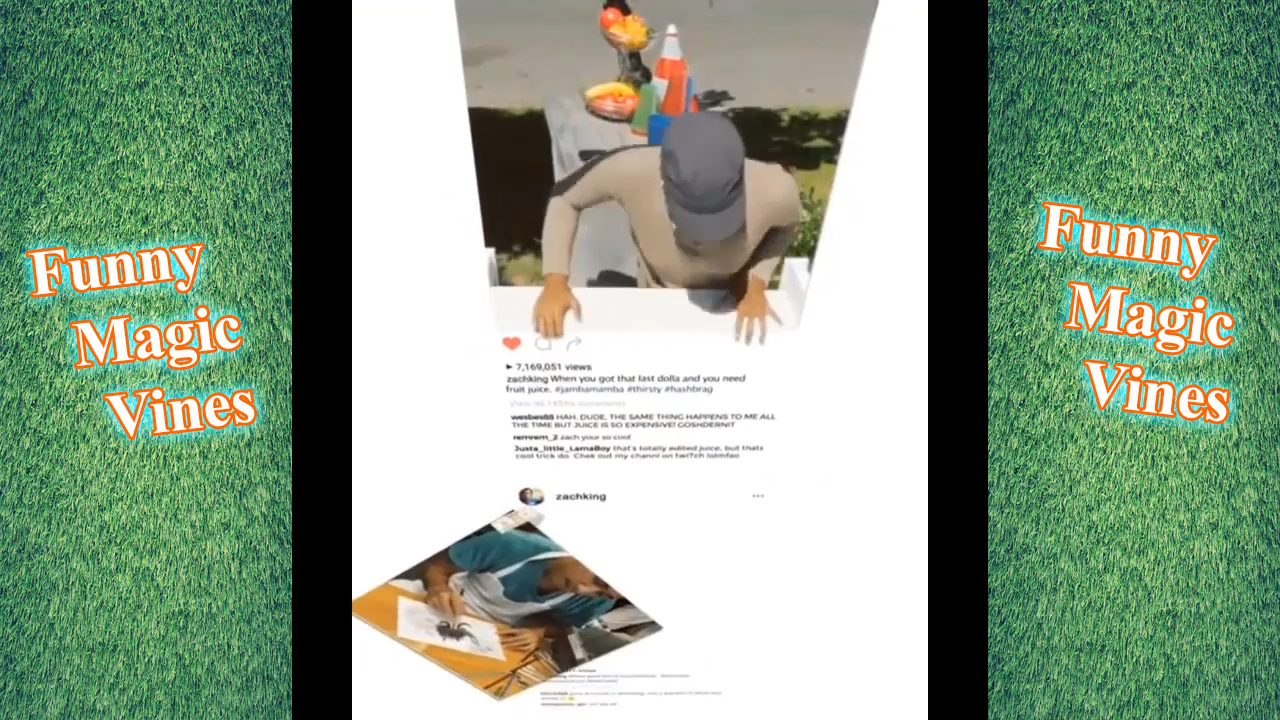 Funny
Magic
Vines
7,169,051 views
zachking When you got that last dolla and you need
fruit juice. #jambamamba #thirsty #hashbrag
wesbes88 HAH. DUDE, THE SAME THING HAPPENS TO ME ALL
THE TIME BUT JUICE IS SO EXPENSIVE! GOSHDERNIT
remrem_2 zach your so cool
Justa_little_LamaBoy that's totally edited juice, but thats
cool trick do. Chek out my channl on twiTch lolmfao
zachking
Funny
Magic
Vines